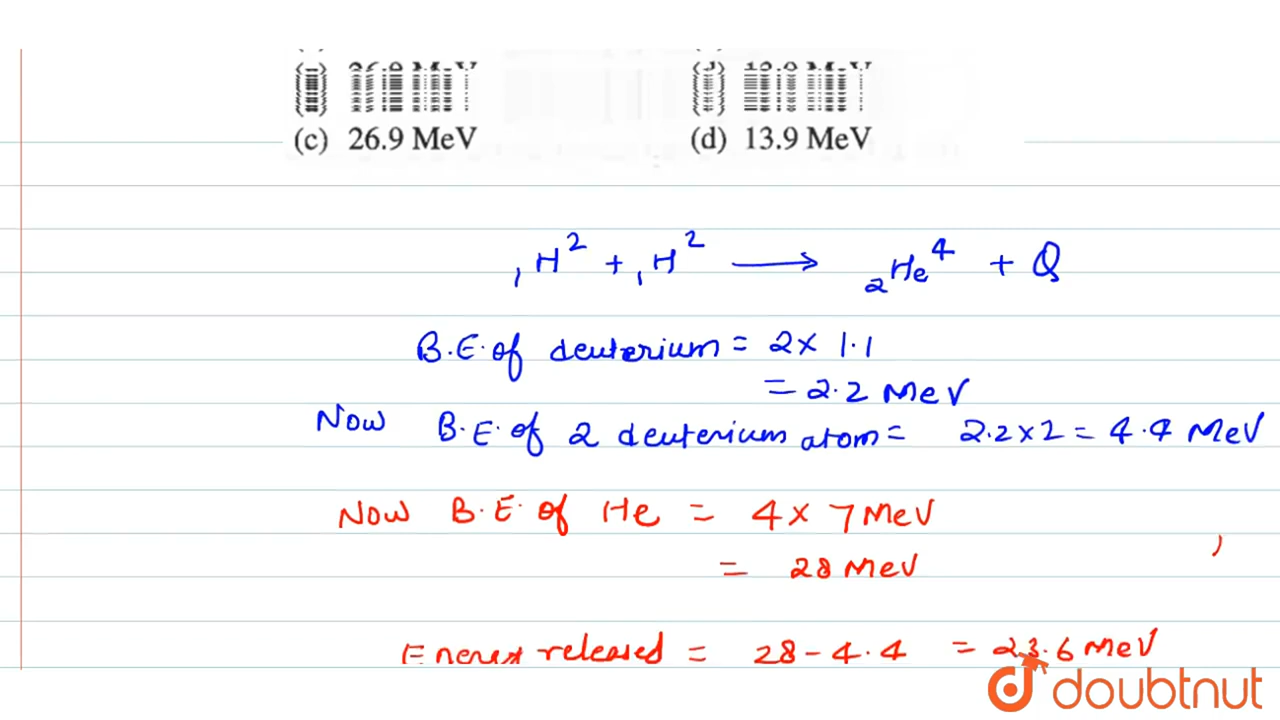 (c) 26.9 MeV (d) 13.9 MeV
₁H² + ₁H² ⟶ ₂He⁴ + Q
B.E. of deuterium = 2 × 1.1
= 2.2 MeV
Now B.E. of 2 deuterium atom = 2.2×2 = 4.4 MeV
Now B.E. of He = 4 × 7 MeV
= 28 MeV
Energy released = 28 - 4.4 = 23.6 MeV
doubtnut